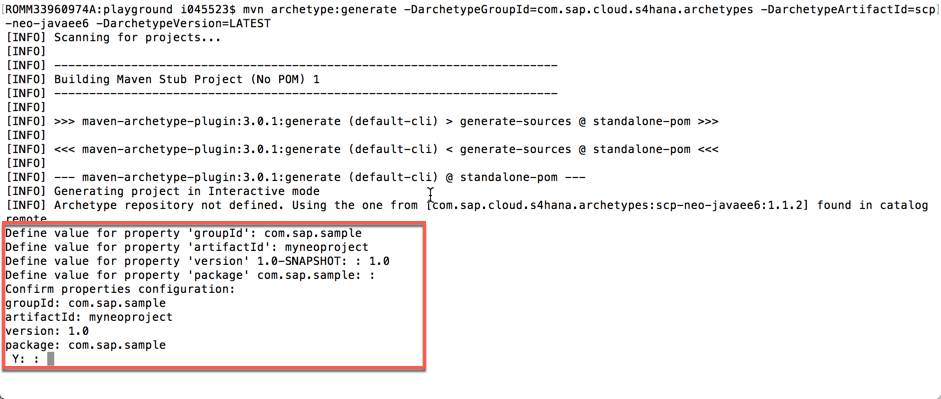 [ROMM33960974A:playground i045523$ mvn archetype:generate -DarchetypeGroupId=com.sap.cloud.s4hana.archetypes -DarchetypeArtifactId=scp]
-neo-javaee6 -DarchetypeVersion=LATEST
[INFO] Scanning for projects...
[INFO]
[INFO] ------------------------------------------------------------------------
[INFO] Building Maven Stub Project (No POM) 1
[INFO] ------------------------------------------------------------------------
[INFO]
[INFO] >>> maven-archetype-plugin:3.0.1:generate (default-cli) > generate-sources @ standalone-pom >>>
[INFO]
[INFO] <<< maven-archetype-plugin:3.0.1:generate (default-cli) < generate-sources @ standalone-pom <<<
[INFO]
[INFO] --- maven-archetype-plugin:3.0.1:generate (default-cli) @ standalone-pom ---
[INFO] Generating project in Interactive mode
[INFO] Archetype repository not defined. Using the one from [com.sap.cloud.s4hana.archetypes:scp-neo-javaee6:1.1.2] found in catalog
remote
Define value for property 'groupId': com.sap.sample
Define value for property 'artifactId': myneoproject
Define value for property 'version' 1.0-SNAPSHOT: : 1.0
Define value for property 'package' com.sap.sample: :
Confirm properties configuration:
groupId: com.sap.sample
artifactId: myneoproject
version: 1.0
package: com.sap.sample
Y: :